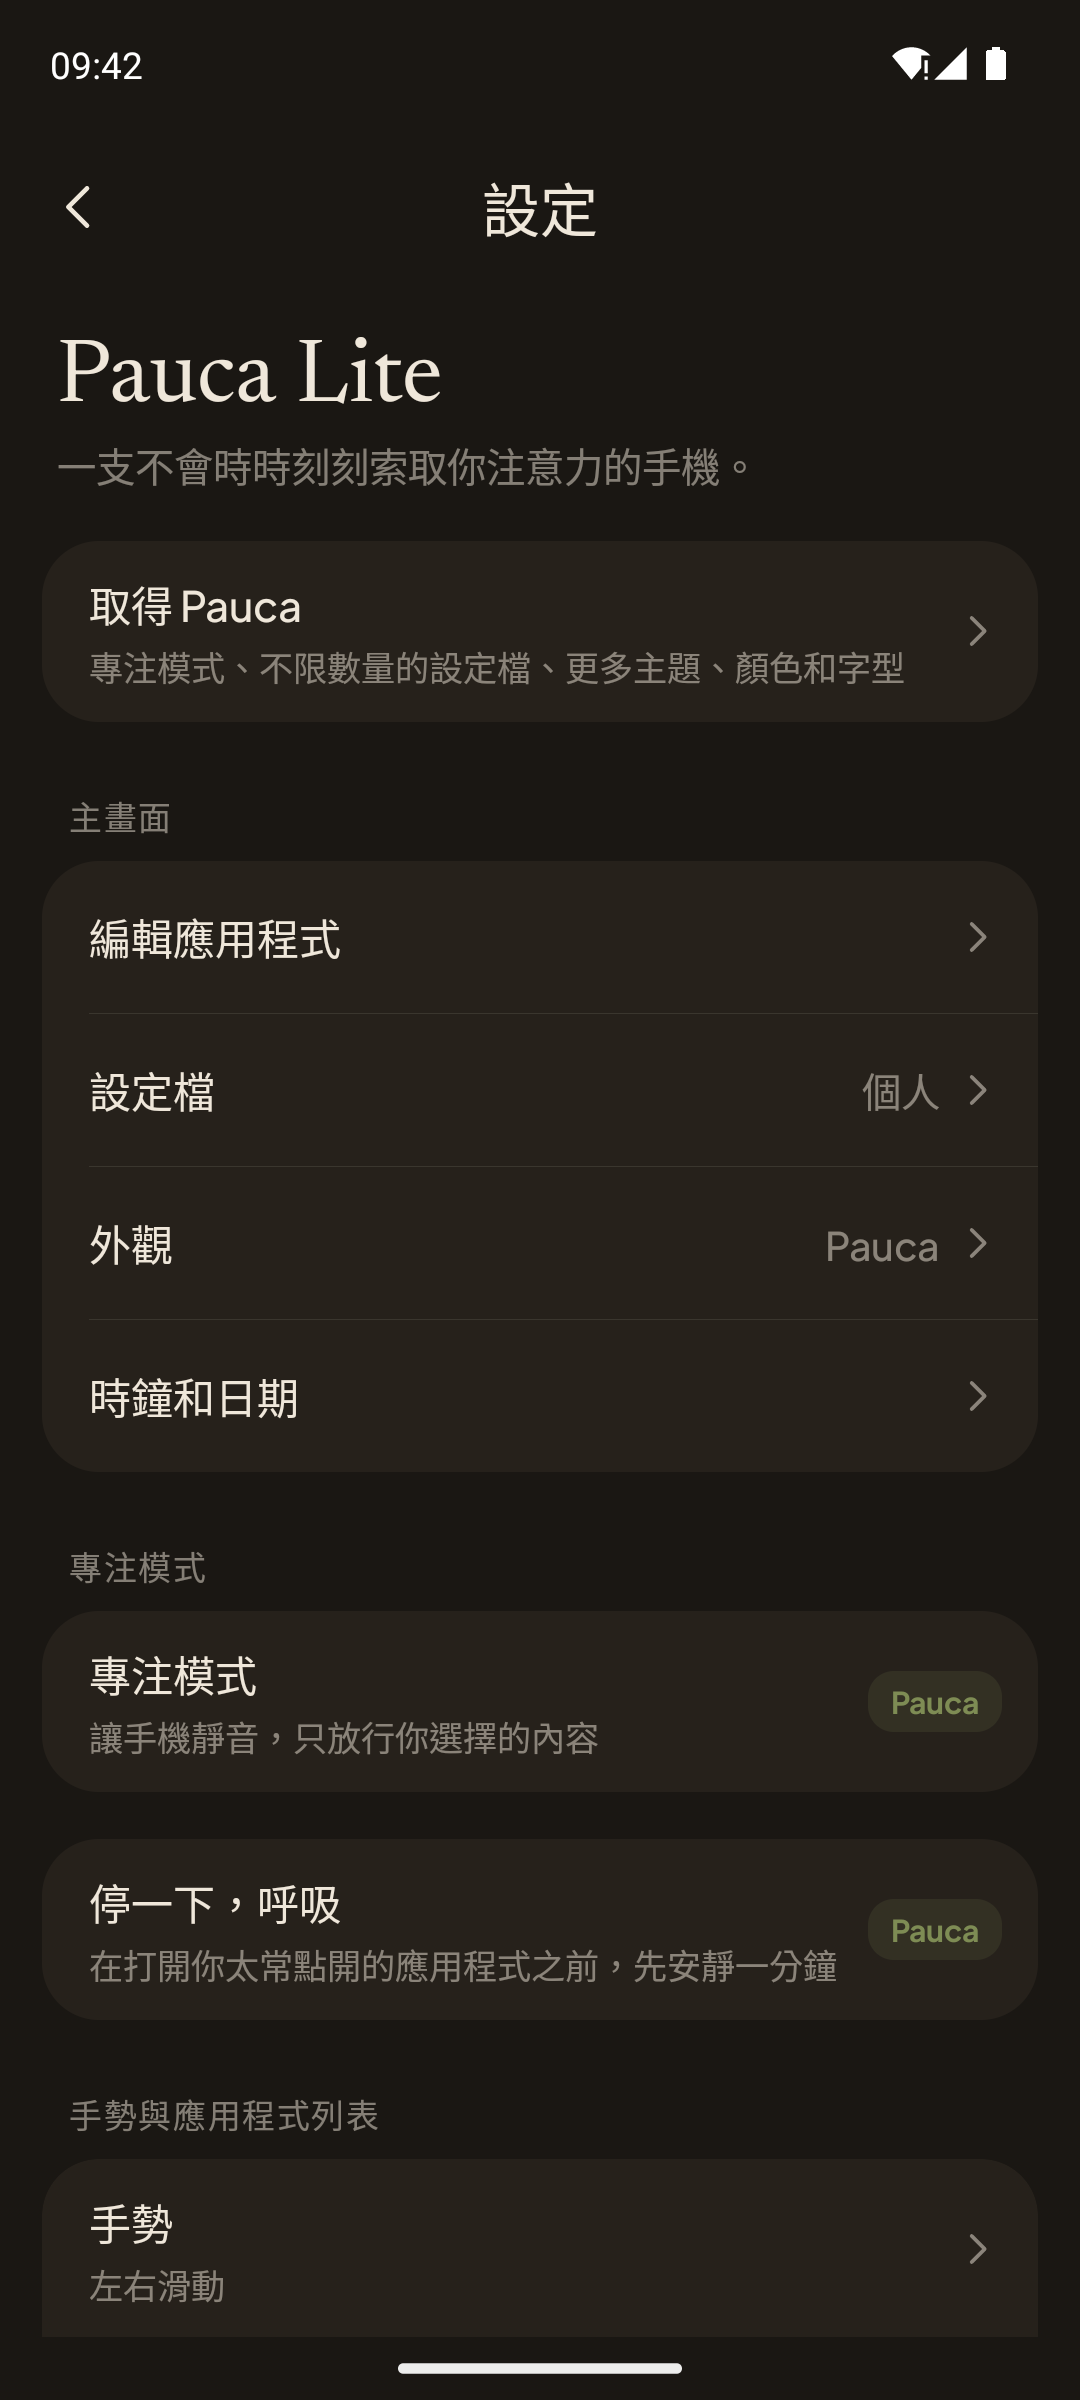 09:42
設定
Pauca Lite
一支不會時時刻刻索取你注意力的手機。
取得 Pauca
專注模式、不限數量的設定檔、更多主題、顏色和字型
主畫面
編輯應用程式
設定檔
個人
外觀
Pauca
時鐘和日期
專注模式
專注模式
讓手機靜音，只放行你選擇的內容
Pauca
停一下，呼吸
在打開你太常點開的應用程式之前，先安靜一分鐘
Pauca
手勢與應用程式列表
手勢
左右滑動